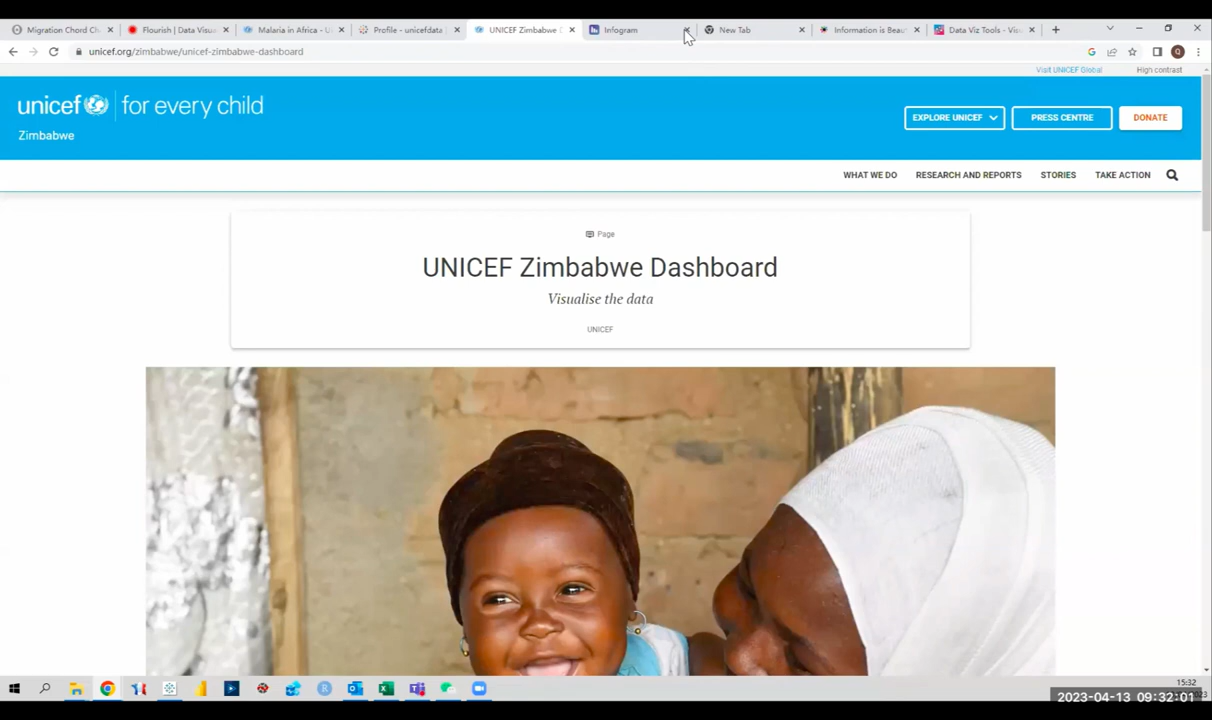 Migration Chord Ch
Flourish | Data Visua
Malaria in Africa - U
Profile - unicefdata |
UNICEF Zimbabwe D
Infogram
New Tab
Information is Beau
Data Viz Tools - Visu
unicef.org/zimbabwe/unicef-zimbabwe-dashboard
Visit UNICEF Global
High contrast
unicef for every child
Zimbabwe
EXPLORE UNICEF
PRESS CENTRE
DONATE
WHAT WE DO
RESEARCH AND REPORTS
STORIES
TAKE ACTION
Page
UNICEF Zimbabwe Dashboard
Visualise the data
UNICEF
15:32
2023-04-13 09:32:01